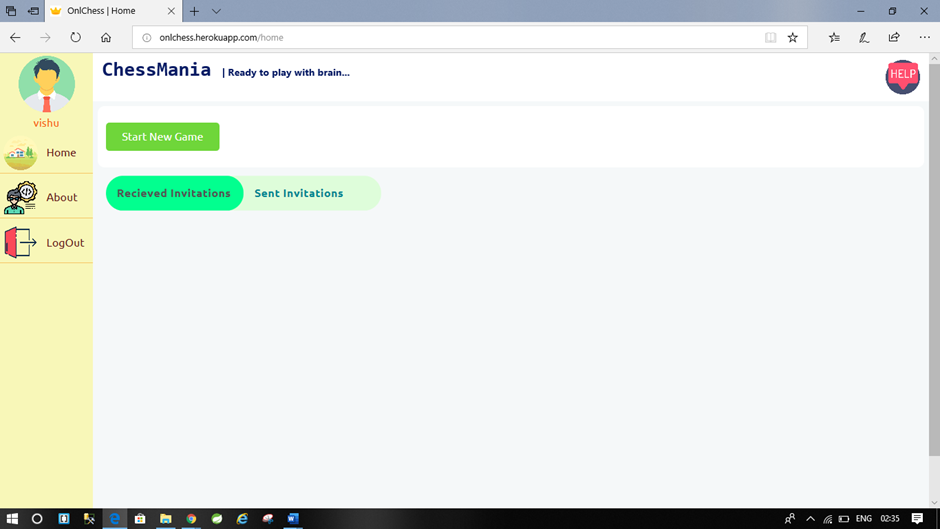 OnlChess | Home
onlchess.herokuapp.com/home
ChessMania | Ready to play with brain...
HELP
vishu
Start New Game
Home
Recieved Invitations Sent Invitations
About
LogOut
ENG 02:35